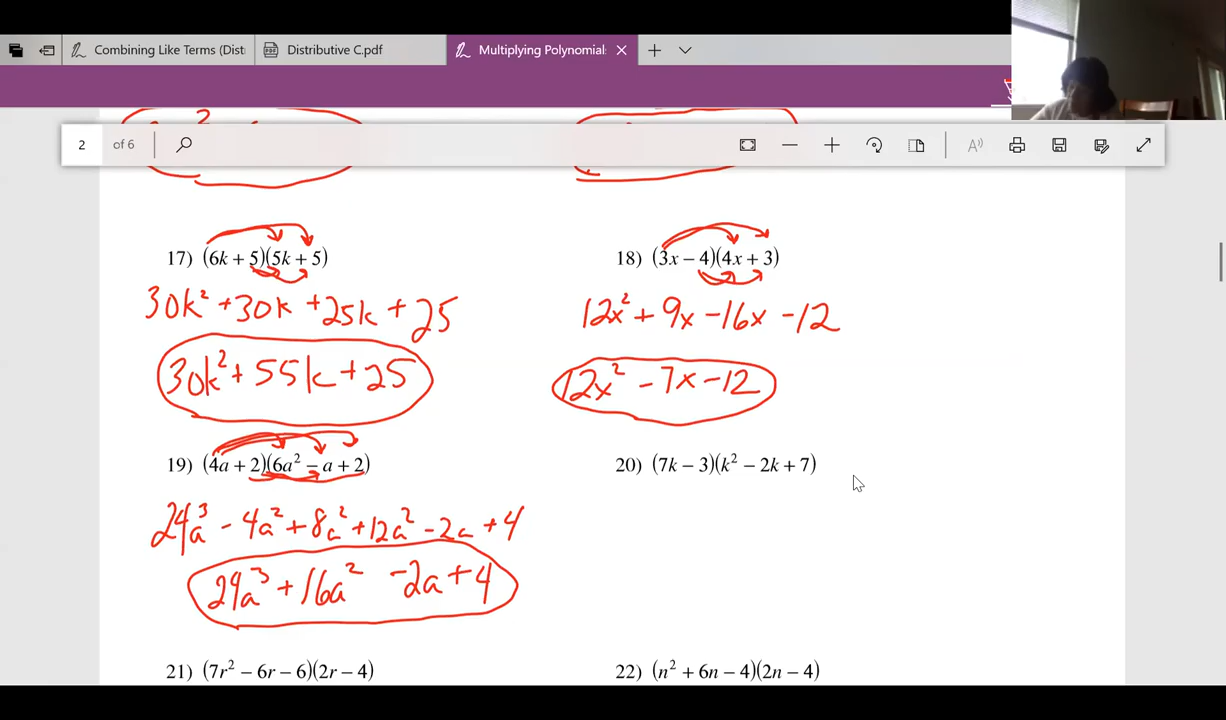 Combining Like Terms (Dist
Distributive C.pdf
Multiplying Polynomial
2 of 6
17) (6k + 5)(5k + 5)
30k² + 30k + 25k + 25
30k² + 55k + 25
18) (3x − 4)(4x + 3)
12x² + 9x − 16x − 12
12x² − 7x − 12
19) (4a + 2)(6a² − a + 2)
24a³ − 4a² + 8a² + 12a² − 2a + 4
24a³ + 16a² − 2a + 4
20) (7k − 3)(k² − 2k + 7)
21) (7r² − 6r − 6)(2r − 4)
22) (n² + 6n − 4)(2n − 4)